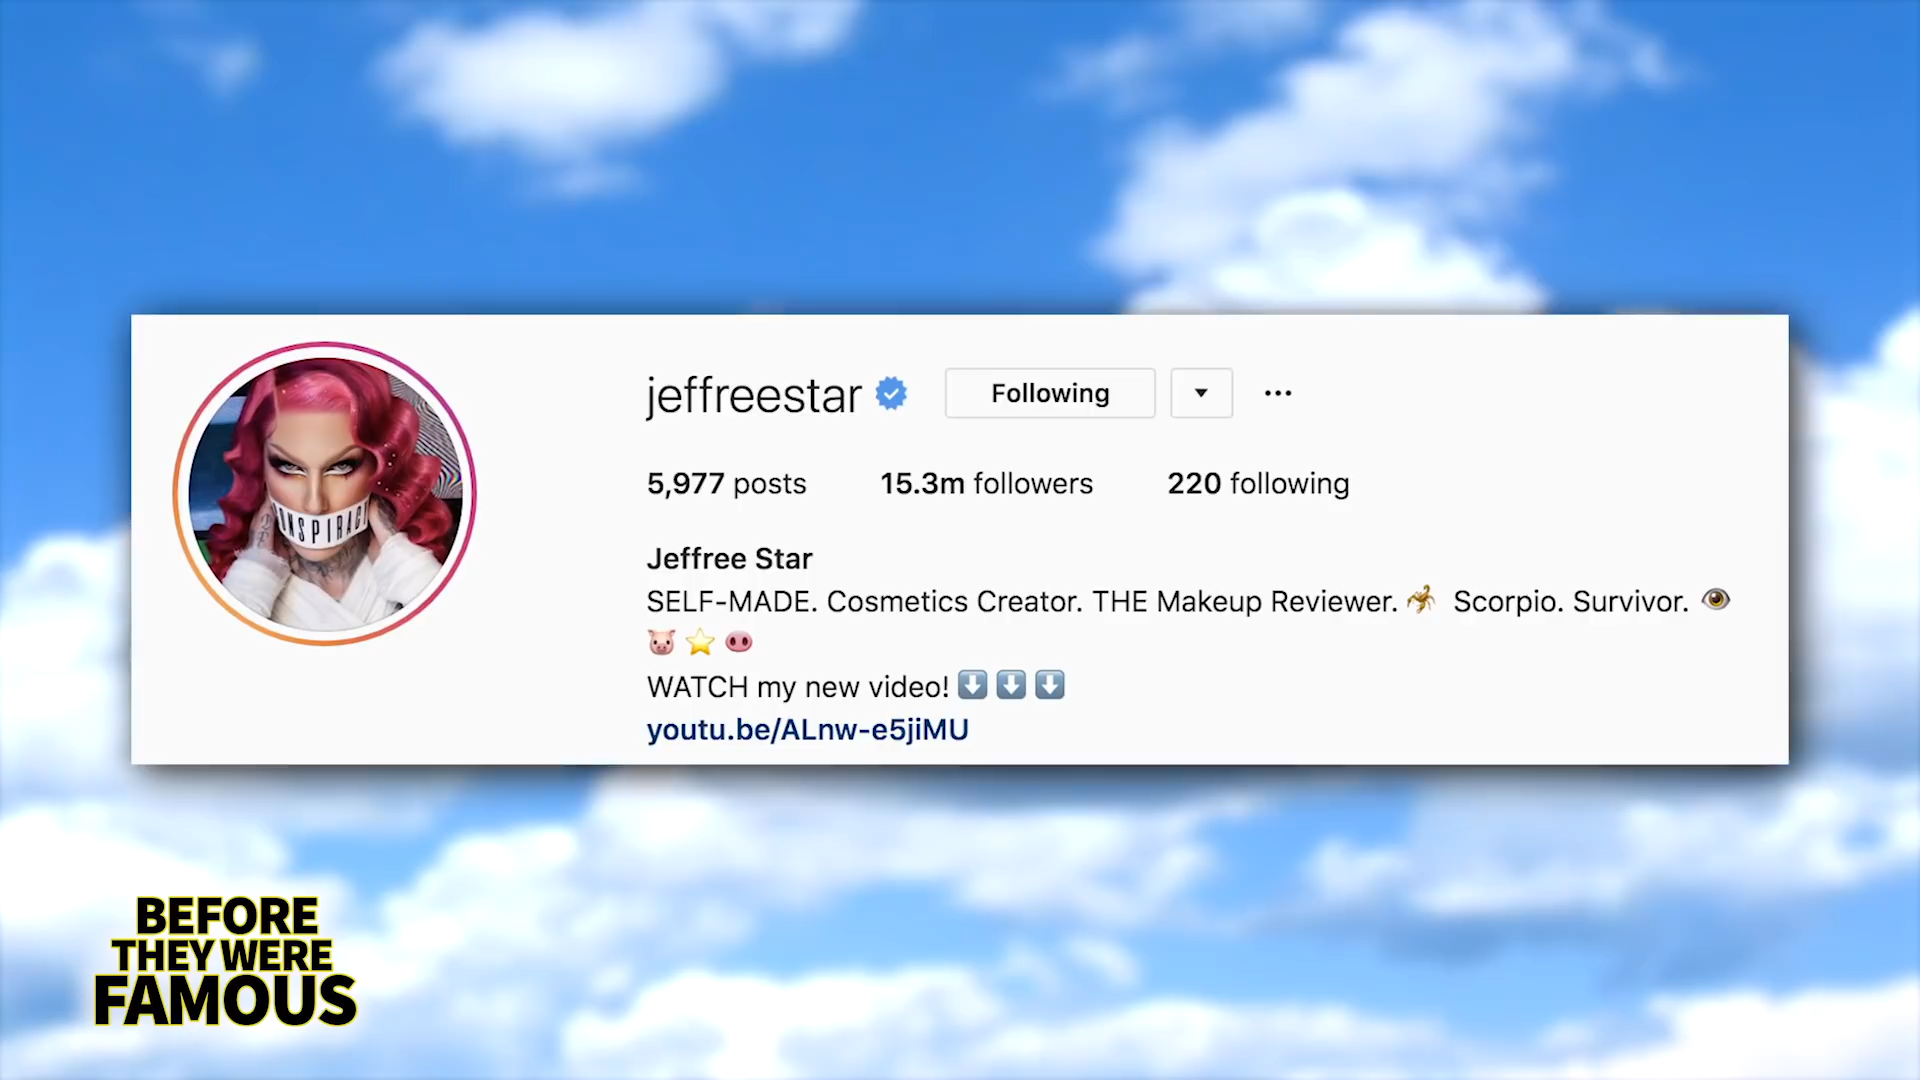 jeffreestar Following
5,977 posts 15.3m followers 220 following
Jeffree Star
SELF-MADE. Cosmetics Creator. THE Makeup Reviewer. 🦂 Scorpio. Survivor. 👁
🐷 ⭐ 🐽
WATCH my new video! ⬇️ ⬇️ ⬇️
youtu.be/ALnw-e5jiMU
ONSPIRAC
BEFORE
THEY WERE
FAMOUS